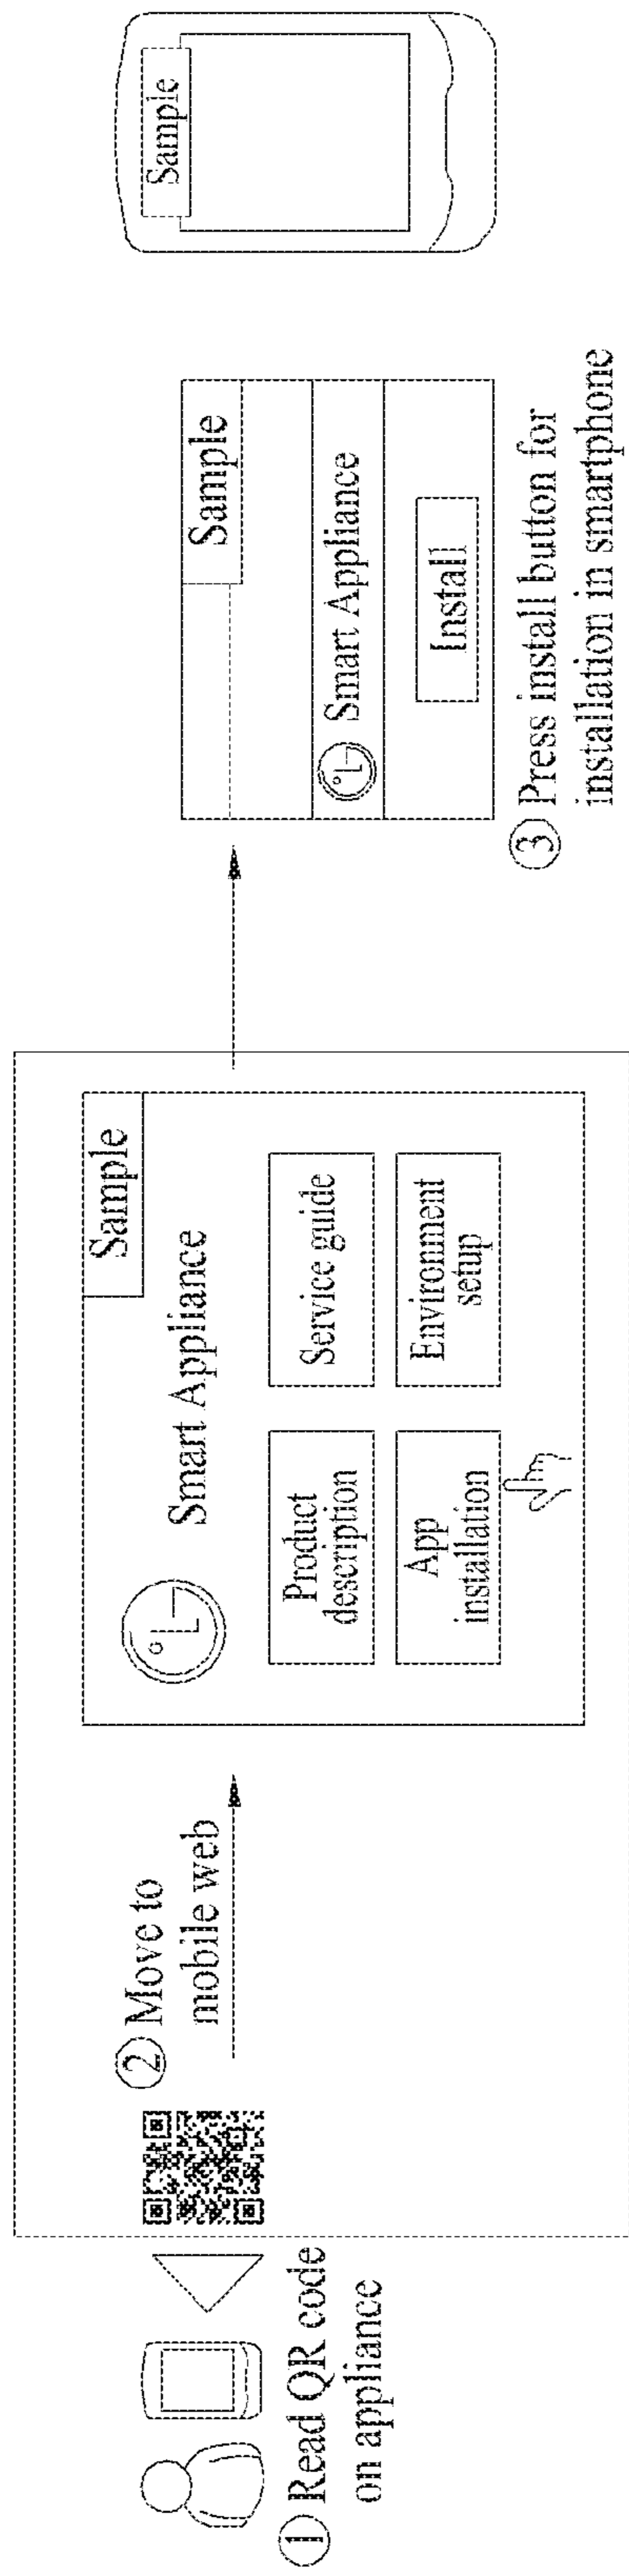 ① Read QR code
on appliance
② Move to
mobile web
Sample
Smart Appliance
Product
description
Service guide
App
installation
Environment
setup
Sample
Smart Appliance
Install
③ Press install button for
installation in smartphone
Sample